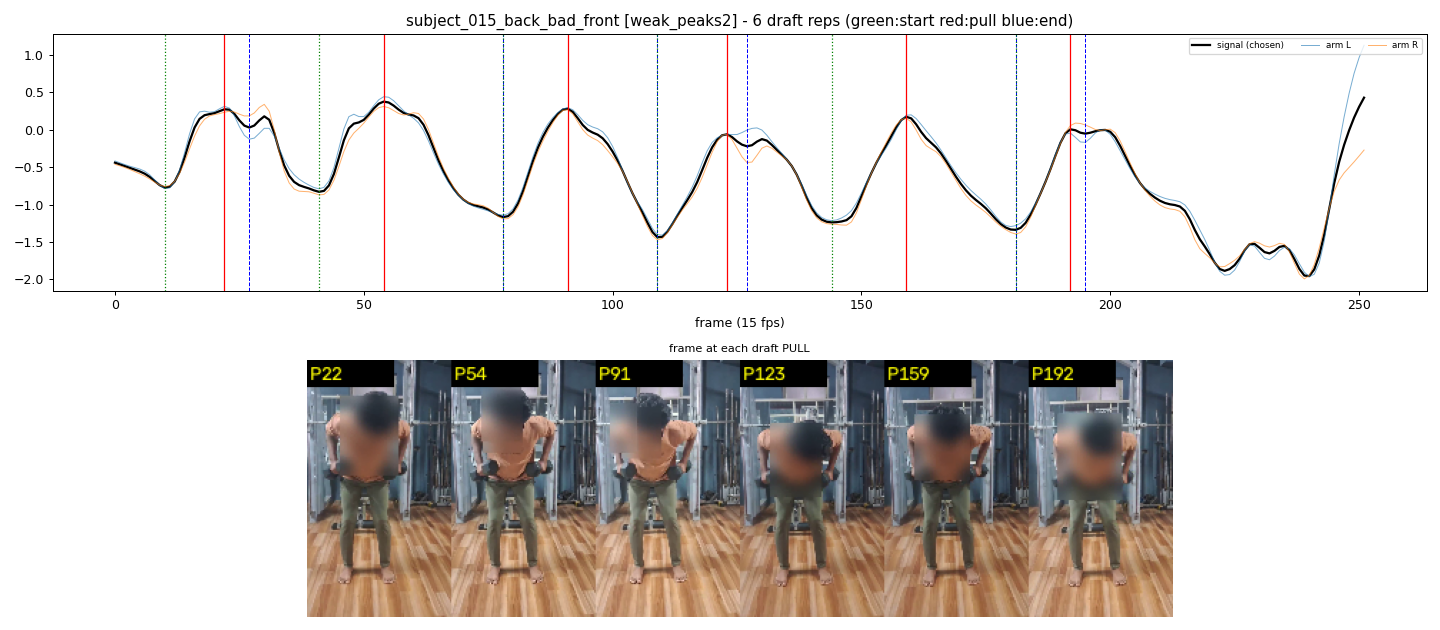 subject_015_back_bad_front [weak_peaks2] - 6 draft reps (green:start red:pull blue:end)
signal (chosen) arm L arm R
1.0
0.5
0.0
−0.5
−1.0
−1.5
−2.0
0 50 100 150 200 250
frame (15 fps)
frame at each draft PULL
P22 P54 P91 P123 P159 P192